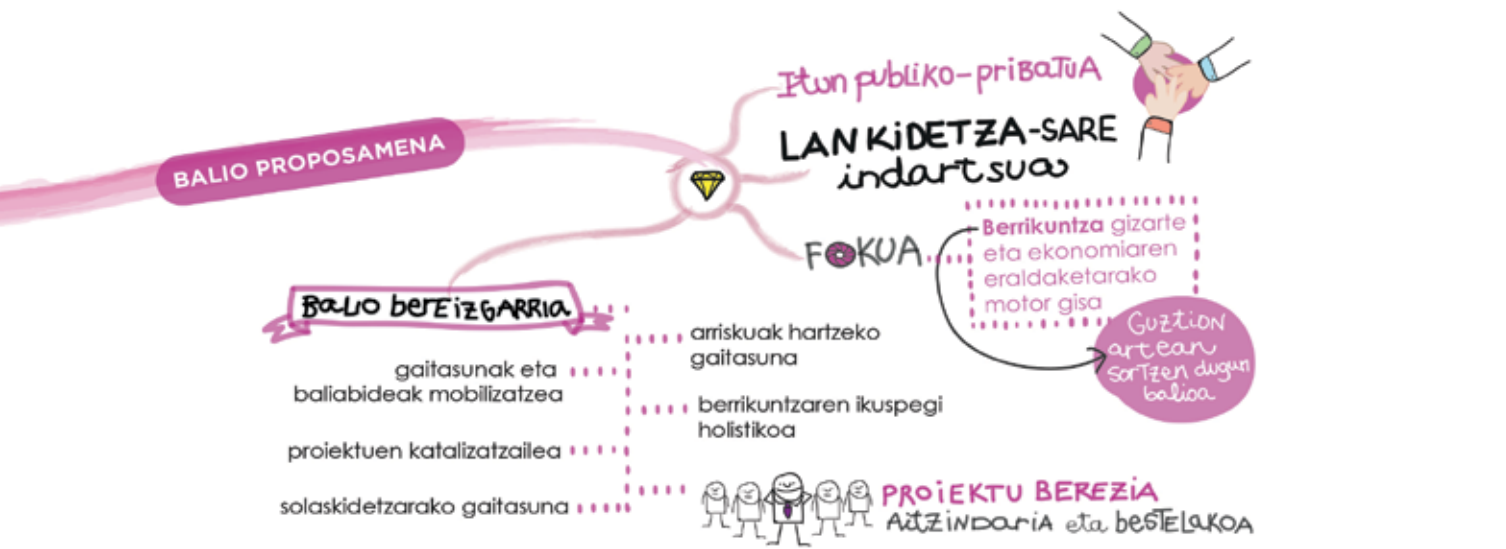 BALIO PROPOSAMENA
Itun publiko-pribatua
LANKiDETZA-SARE
indartsua
FOKUA
Berrikuntza gizarte
eta ekonomiaren
eraldaketarako
motor gisa
GUZTION
artean
sorTzen dugun
balioa
BaLiO berEizGARRia
gaitasunak eta
baliabideak mobilizatzea
proiektuen katalizatzailea
solaskidetzarako gaitasuna
arriskuak hartzeko
gaitasuna
berrikuntzaren ikuspegi
holistikoa
PROiEKTU BEREZiA
AiTZiNDARiA eta beSTELaKOA